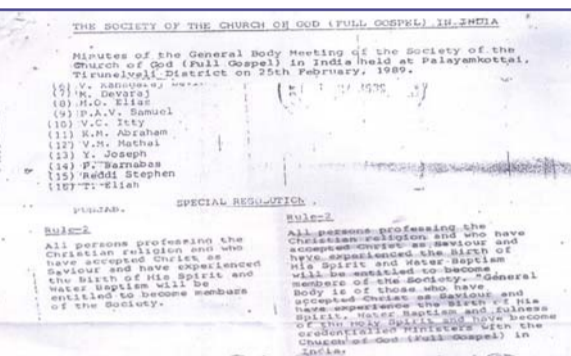 THE SOCIETY OF THE CHURCH OF GOD (FULL GOSPEL) IN INDIA
Minutes of the General Body Meeting of the Society of the
Church of God (Full Gospel) in India held at Palayamkottai,
Tirunelveli District on 25th February, 1989.
(6) V.
(7) M. Devaraj
(8) M.O. Elias
(9) P.A.V. Samuel
(10) V.C. Itty
(11) K.M. Abraham
(12) V.M. Mathai
(13) Y. Joseph
(14) P. Barnabas
(15) Reddi Stephen
(16) T. Eliah
SPECIAL RESOLUTION
PUNJAB.
Rule-2
All persons professing the
Christian religion and who
have accepted Christ as
Saviour and have experienced
the birth of His Spirit and
Water Baptism will be
entitled to become members
of the Society.
Rule-2
All persons professing the
Christian religion and who have
accepted Christ as Saviour and
have experienced the Birth of
His Spirit and Water Baptism
will be entitled to become
members of the Society. "General
Body is of those who have
accepted Christ as Saviour and
have experience the Birth of His
Spirit, Water Baptism and fulness
of the Holy Spirit and have become
credentialled Ministers with the
Church of God (Full Gospel) in
India.